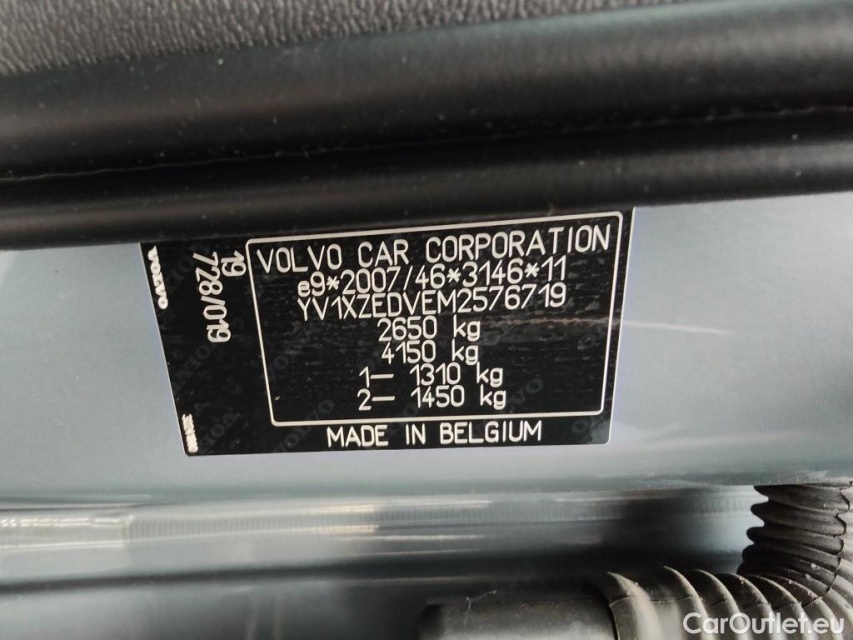 VOLVO
19
728/019
VOLVO CAR CORPORATION
e9*2007/46*3146*11
YV1XZEDVEM2576719
2650 kg
4150 kg
1– 1310 kg
2– 1450 kg
MADE IN BELGIUM
CarOutlet.eu